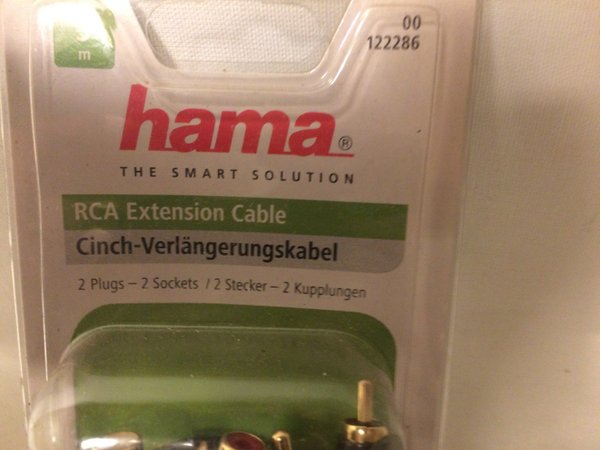 m
00
122286
hama®
THE SMART SOLUTION
RCA Extension Cable
Cinch-Verlängerungskabel
2 Plugs – 2 Sockets / 2 Stecker – 2 Kupplungen